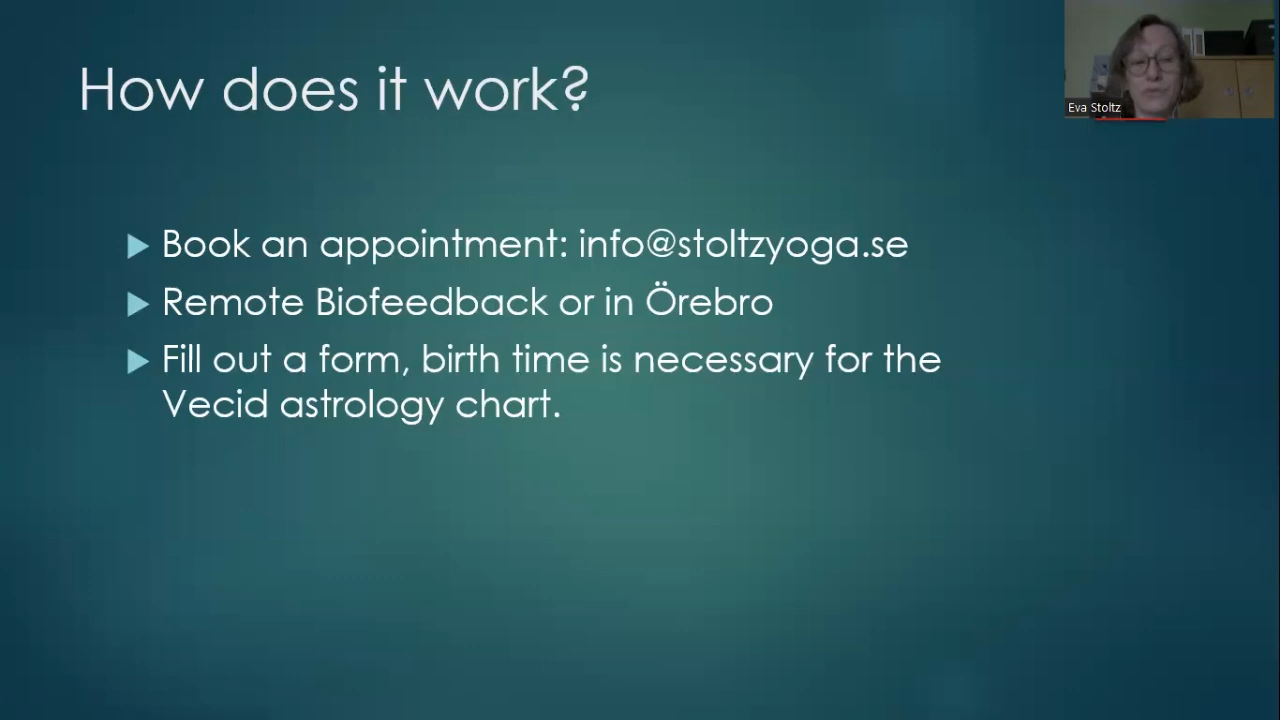 How does it work?
Eva Stoltz
Book an appointment: info@stoltzyoga.se
Remote Biofeedback or in Örebro
Fill out a form, birth time is necessary for the
Vecid astrology chart.